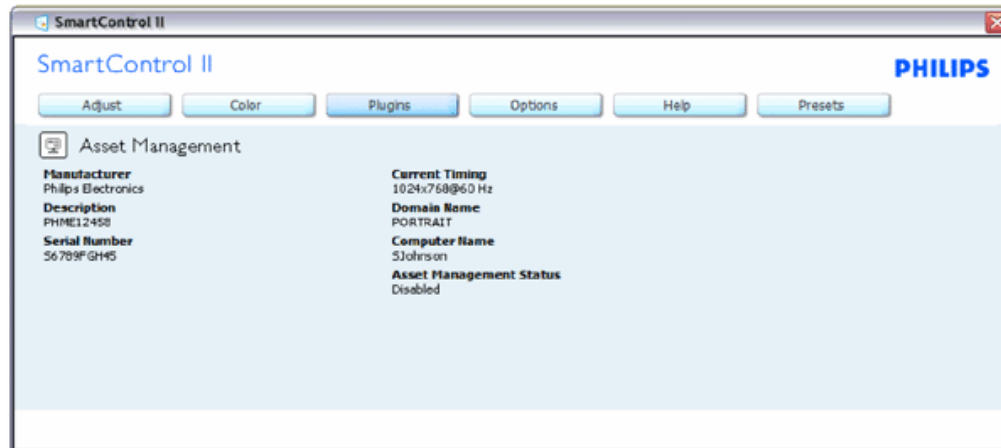 SmartControl II
SmartControl II
PHILIPS
Adjust Color Plugins Options Help Presets
Asset Management
Manufacturer
Philips Electronics
Description
PHME12458
Serial Number
56789FGH45
Current Timing
1024x768@60 Hz
Domain Name
PORTRAIT
Computer Name
SJohnson
Asset Management Status
Disabled